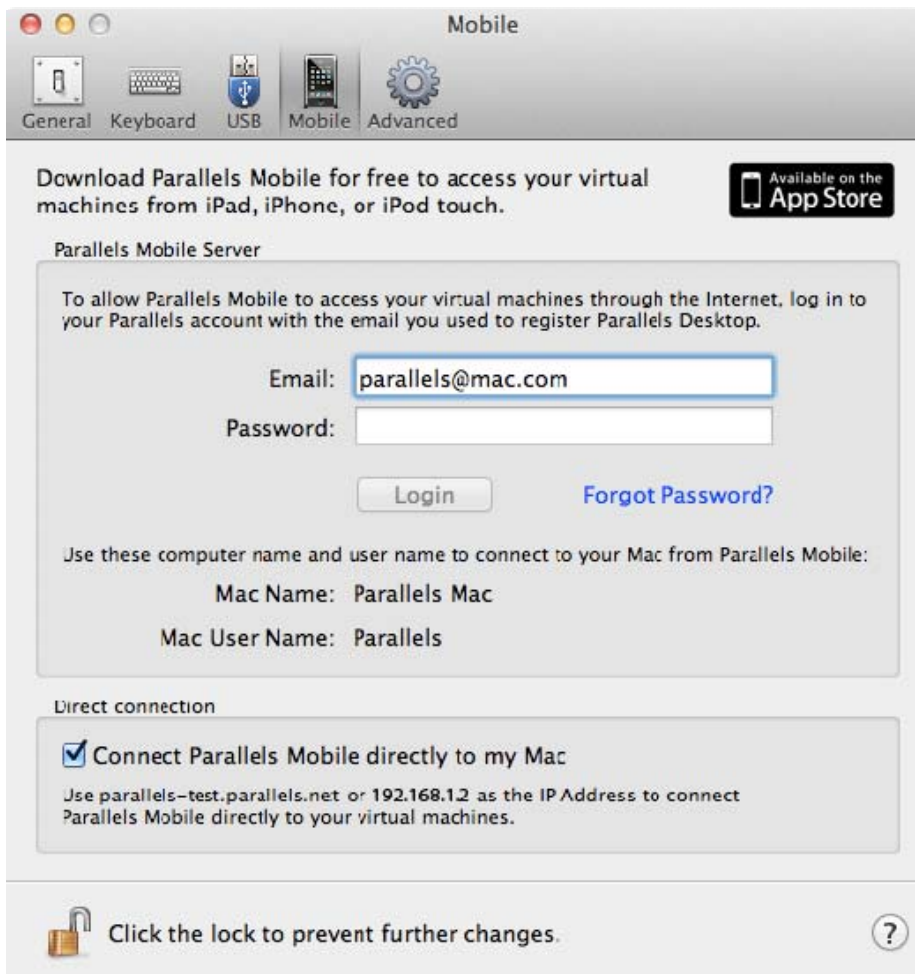 Mobile
General Keyboard USB Mobile Advanced
Download Parallels Mobile for free to access your virtual
machines from iPad, iPhone, or iPod touch.
Available on the
App Store
Parallels Mobile Server
To allow Parallels Mobile to access your virtual machines through the Internet, log in to
your Parallels account with the email you used to register Parallels Desktop.
Email: parallels@mac.com
Password:
Login Forgot Password?
Use these computer name and user name to connect to your Mac from Parallels Mobile:
Mac Name: Parallels Mac
Mac User Name: Parallels
Direct connection
Connect Parallels Mobile directly to my Mac
Use parallels-test.parallels.net or 192.168.1.2 as the IP Address to connect
Parallels Mobile directly to your virtual machines.
Click the lock to prevent further changes.
?